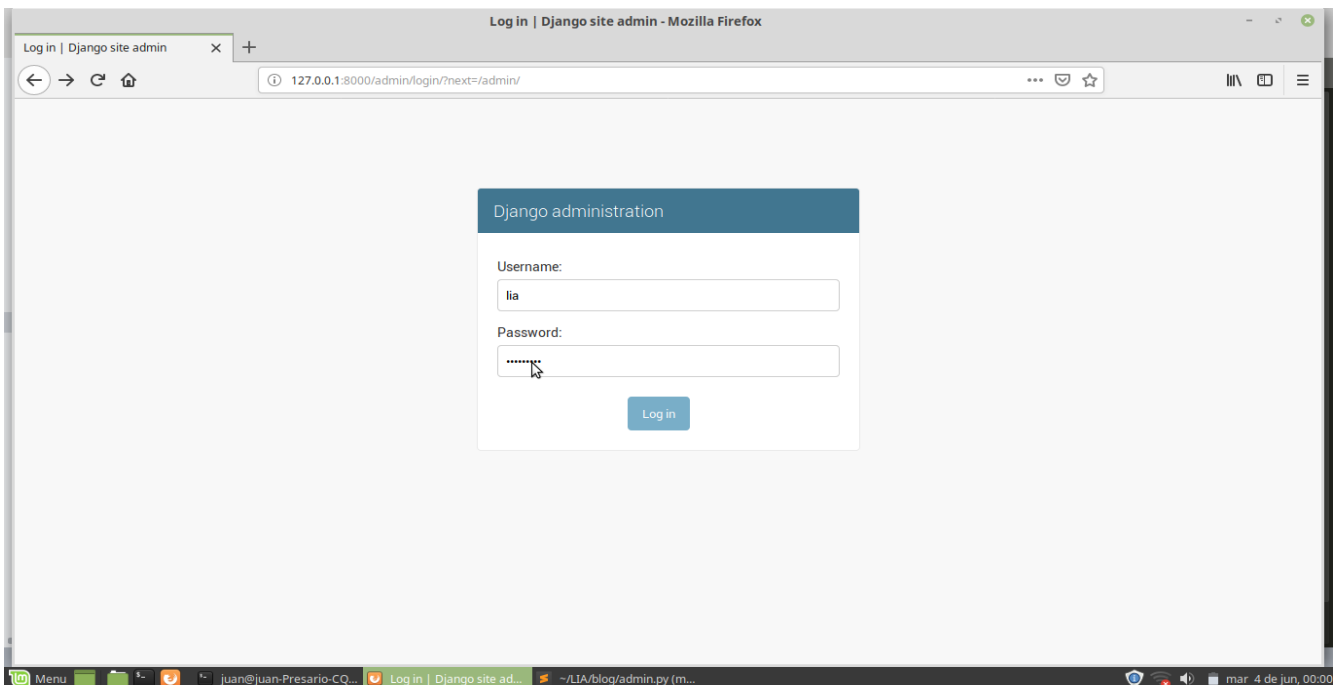 Log in | Django site admin - Mozilla Firefox
Log in | Django site admin
127.0.0.1:8000/admin/login/?next=/admin/
Django administration
Username:
lia
Password:
•••••••••
Log in
Menu juan@juan-Presario-CQ... Log in | Django site ad... ~/LIA/blog/admin.py (m... mar 4 de jun, 00:00